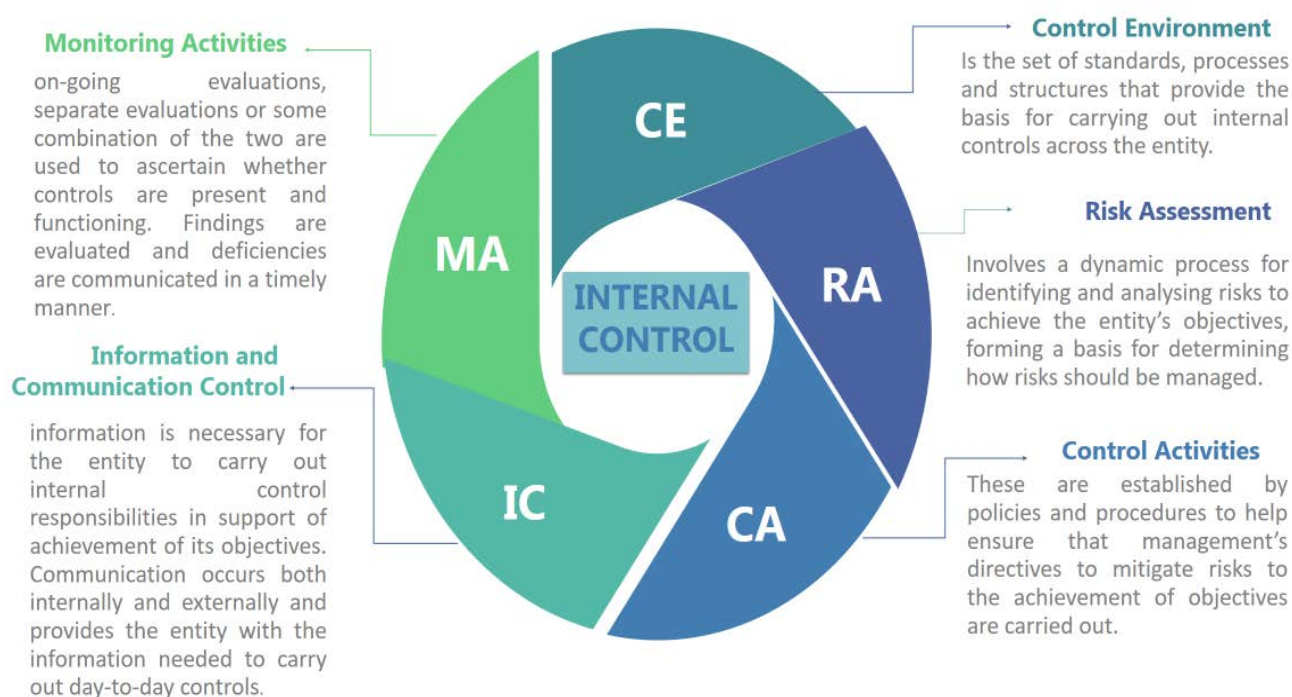 Monitoring Activities
on-going evaluations,
separate evaluations or some
combination of the two are
used to ascertain whether
controls are present and
functioning. Findings are
evaluated and deficiencies
are communicated in a timely
manner.
Information and
Communication Control
information is necessary for
the entity to carry out
internal control
responsibilities in support of
achievement of its objectives.
Communication occurs both
internally and externally and
provides the entity with the
information needed to carry
out day-to-day controls.
CE
MA
RA
INTERNAL
CONTROL
IC
CA
Control Environment
Is the set of standards, processes
and structures that provide the
basis for carrying out internal
controls across the entity.
Risk Assessment
Involves a dynamic process for
identifying and analysing risks to
achieve the entity's objectives,
forming a basis for determining
how risks should be managed.
Control Activities
These are established by
policies and procedures to help
ensure that management's
directives to mitigate risks to
the achievement of objectives
are carried out.